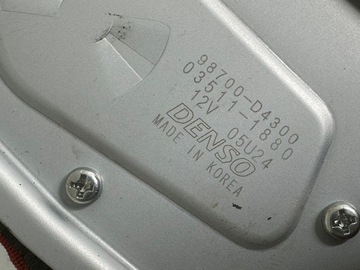 98700-D4300
03511-1880
12V 05U24
DENSO
MADE IN KOREA